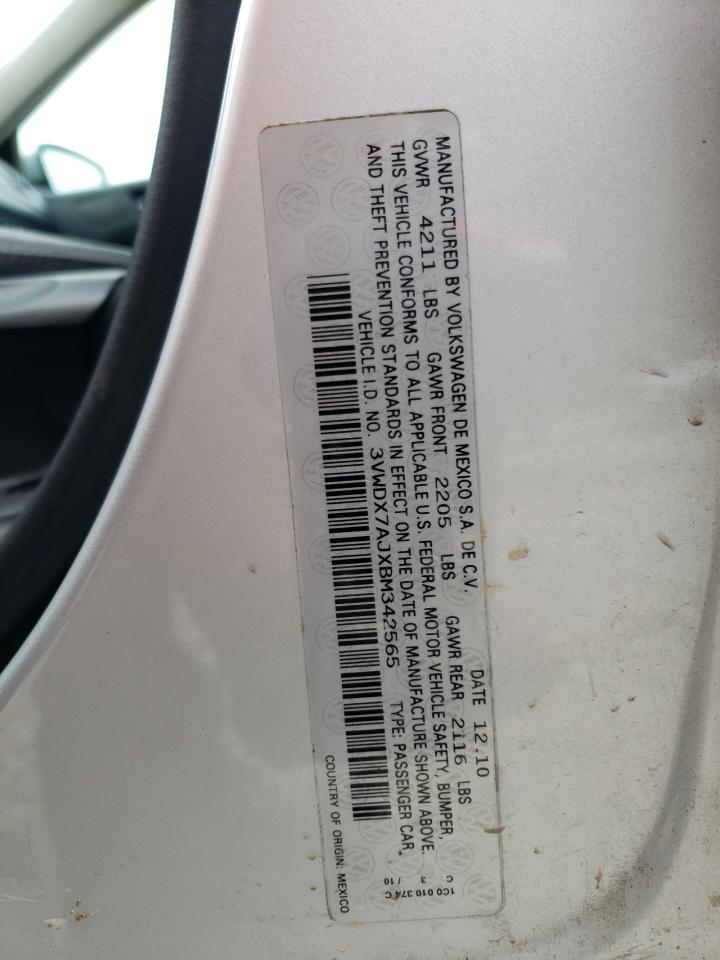 MANUFACTURED BY VOLKSWAGEN DE MEXICO S.A. DE C.V. DATE 12.10
GVWR 4211 LBS GAWR FRONT 2205 LBS GAWR REAR 2116 LBS
THIS VEHICLE CONFORMS TO ALL APPLICABLE U.S. FEDERAL MOTOR VEHICLE SAFETY, BUMPER,
AND THEFT PREVENTION STANDARDS IN EFFECT ON THE DATE OF MANUFACTURE SHOWN ABOVE.
VEHICLE I.D. NO. 3VWDX7AJXBM342565 TYPE: PASSENGER CAR
COUNTRY OF ORIGIN: MEXICO
1C0 010 374 C
/ 10
C